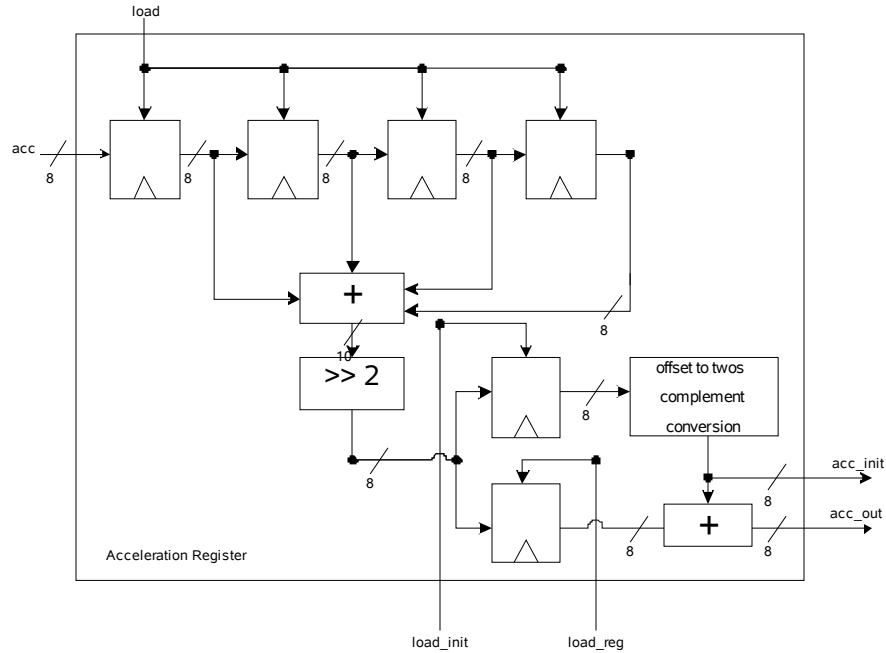 load
acc
8
8
8
8
+
8
10
>> 2
offset to twos
complement
conversion
8
8
acc_init
8
acc_out
+
8
8
Acceleration Register
load_init
load_reg